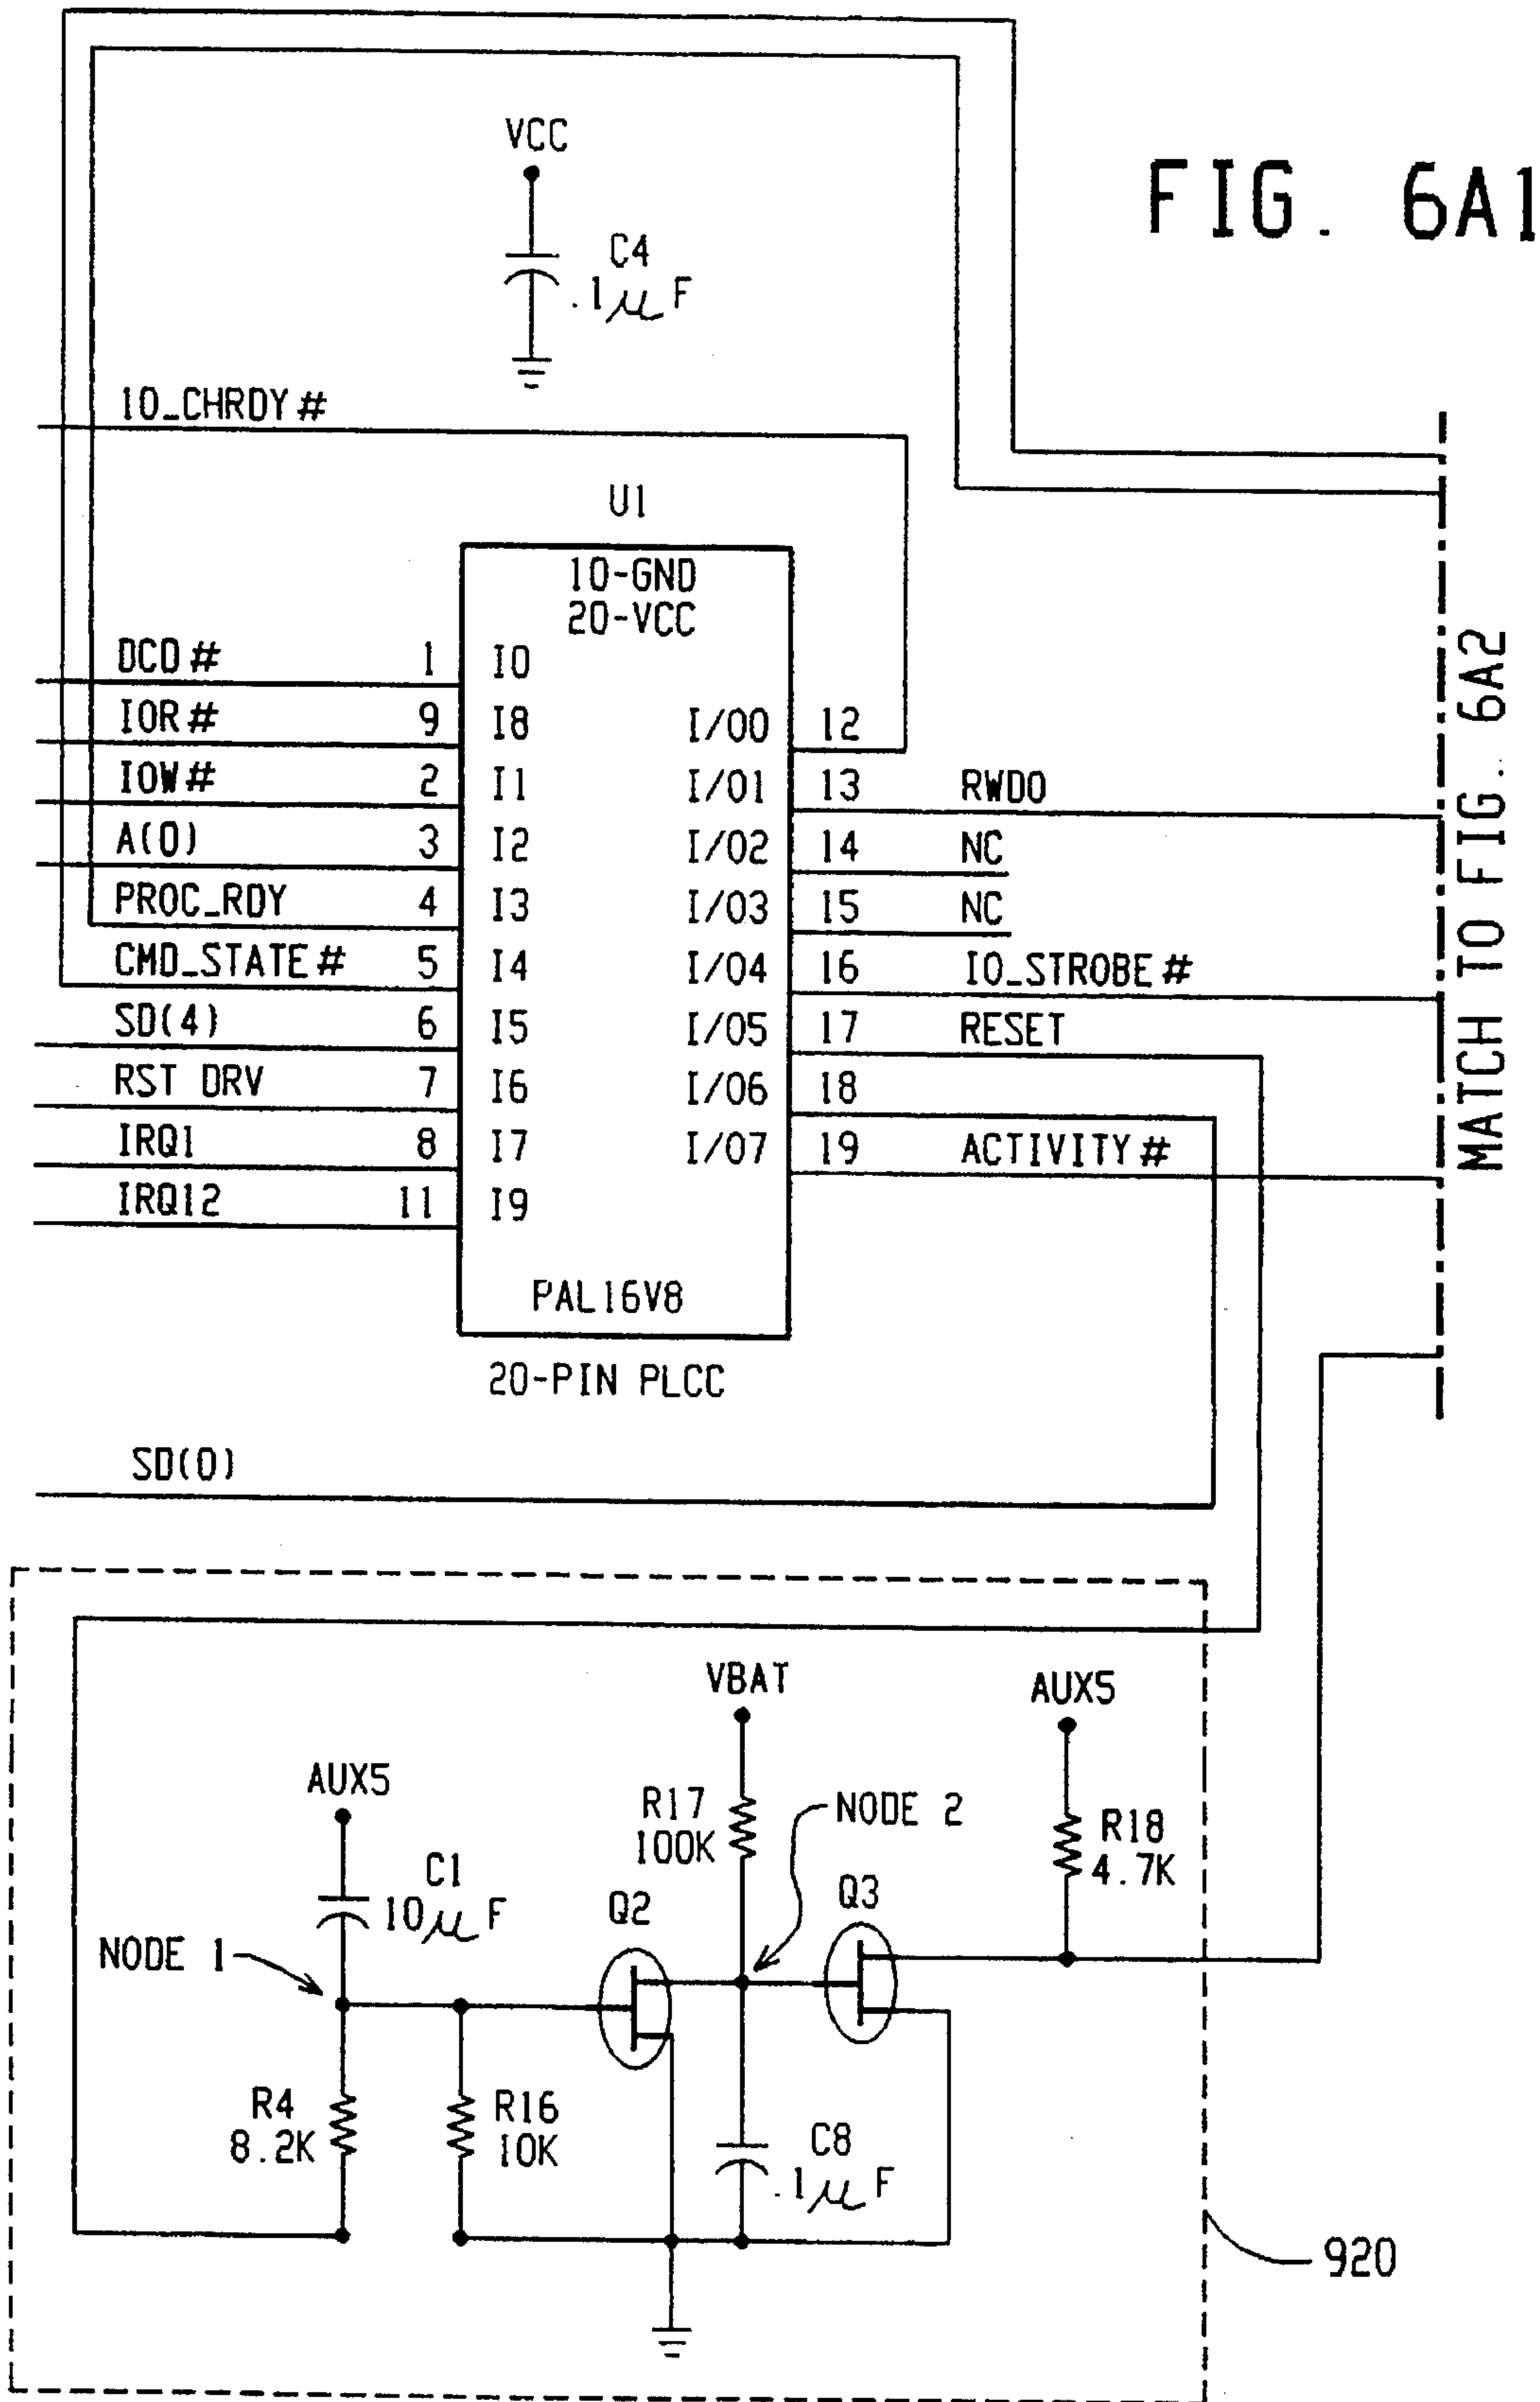 FIG. 6A1
VCC
C4
.1μF
10_CHRDY#
U1
10-GND
20-VCC
DCD# 1 I0
IOR# 9 I8 I/O0 12
IOW# 2 I1 I/O1 13 RWD0
A(0) 3 I2 I/O2 14 NC
PROC_RDY 4 I3 I/O3 15 NC
CMD_STATE# 5 I4 I/O4 16 IO_STROBE#
SD(4) 6 I5 I/O5 17 RESET
RST DRV 7 I6 I/O6 18
IRQ1 8 I7 I/O7 19 ACTIVITY#
IRQ12 11 I9
PAL16V8
20-PIN PLCC
MATCH TO FIG. 6A2
SD(0)
VBAT
AUX5
AUX5
R17
100K
NODE 2
R18
4.7K
C1
10μF
Q2
Q3
NODE 1
R4
8.2K
R16
10K
C8
.1μF
920